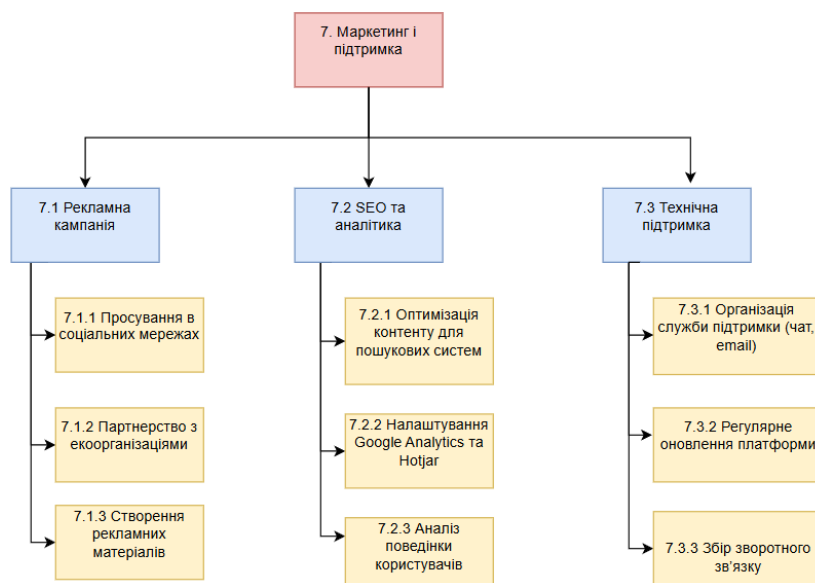 7. Маркетинг і
підтримка
7.1 Рекламна
кампанія
7.2 SEO та
аналітика
7.3 Технічна
підтримка
7.1.1 Просування в
соціальних мережах
7.2.1 Оптимізація
контенту для
пошукових систем
7.3.1 Організація
служби підтримки (чат,
email)
7.1.2 Партнерство з
екоорганізаціями
7.2.2 Налаштування
Google Analytics та
Hotjar
7.3.2 Регулярне
оновлення платформи
7.1.3 Створення
рекламних
матеріалів
7.2.3 Аналіз
поведінки
користувачів
7.3.3 Збір зворотного
зв’язку